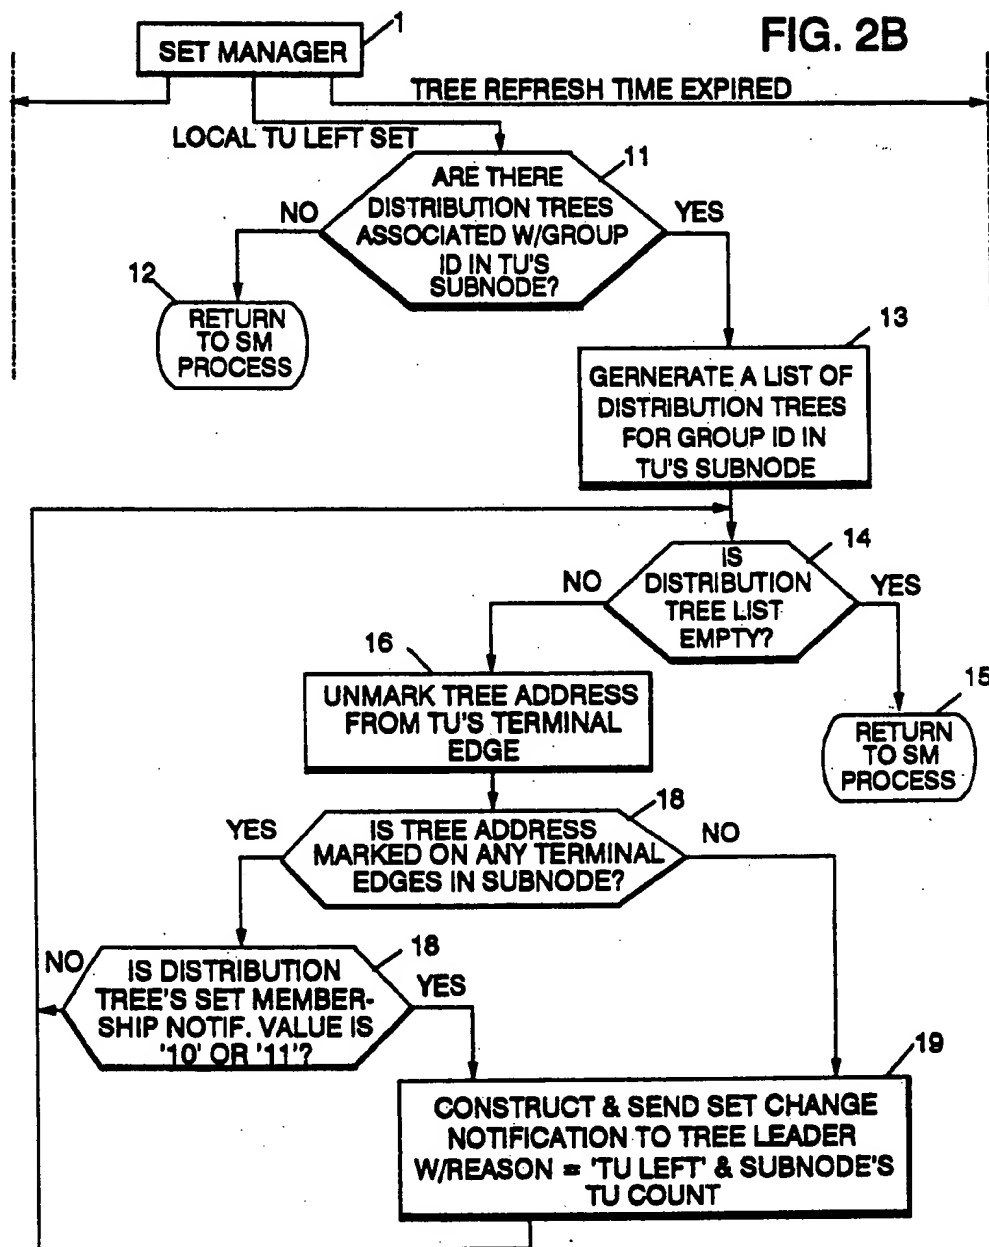 FIG. 2B
1
SET MANAGER
TREE REFRESH TIME EXPIRED
LOCAL TU LEFT SET
11
ARE THERE
DISTRIBUTION TREES
ASSOCIATED W/GROUP
ID IN TU'S
SUBNODE?
NO
YES
12
RETURN
TO SM
PROCESS
13
GERNERATE A LIST OF
DISTRIBUTION TREES
FOR GROUP ID IN
TU'S SUBNODE
14
IS
DISTRIBUTION
TREE LIST
EMPTY?
NO
YES
15
RETURN
TO SM
PROCESS
16
UNMARK TREE ADDRESS
FROM TU'S TERMINAL
EDGE
18
IS TREE ADDRESS
MARKED ON ANY TERMINAL
EDGES IN SUBNODE?
YES
NO
18
IS DISTRIBUTION
TREE'S SET MEMBER-
SHIP NOTIF. VALUE IS
'10' OR '11'?
NO
YES
19
CONSTRUCT & SEND SET CHANGE
NOTIFICATION TO TREE LEADER
W/REASON = 'TU LEFT' & SUBNODE'S
TU COUNT